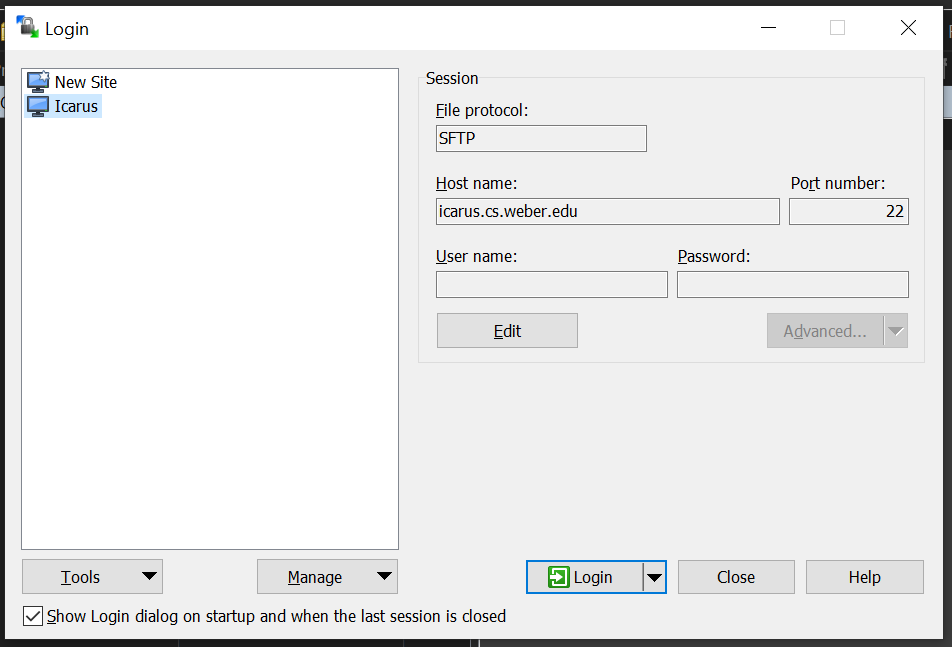 Login
New Site
Icarus
Session
File protocol:
SFTP
Host name:
Port number:
icarus.cs.weber.edu
22
User name:
Password:
Edit
Advanced...
Tools
Manage
Login
Close
Help
Show Login dialog on startup and when the last session is closed